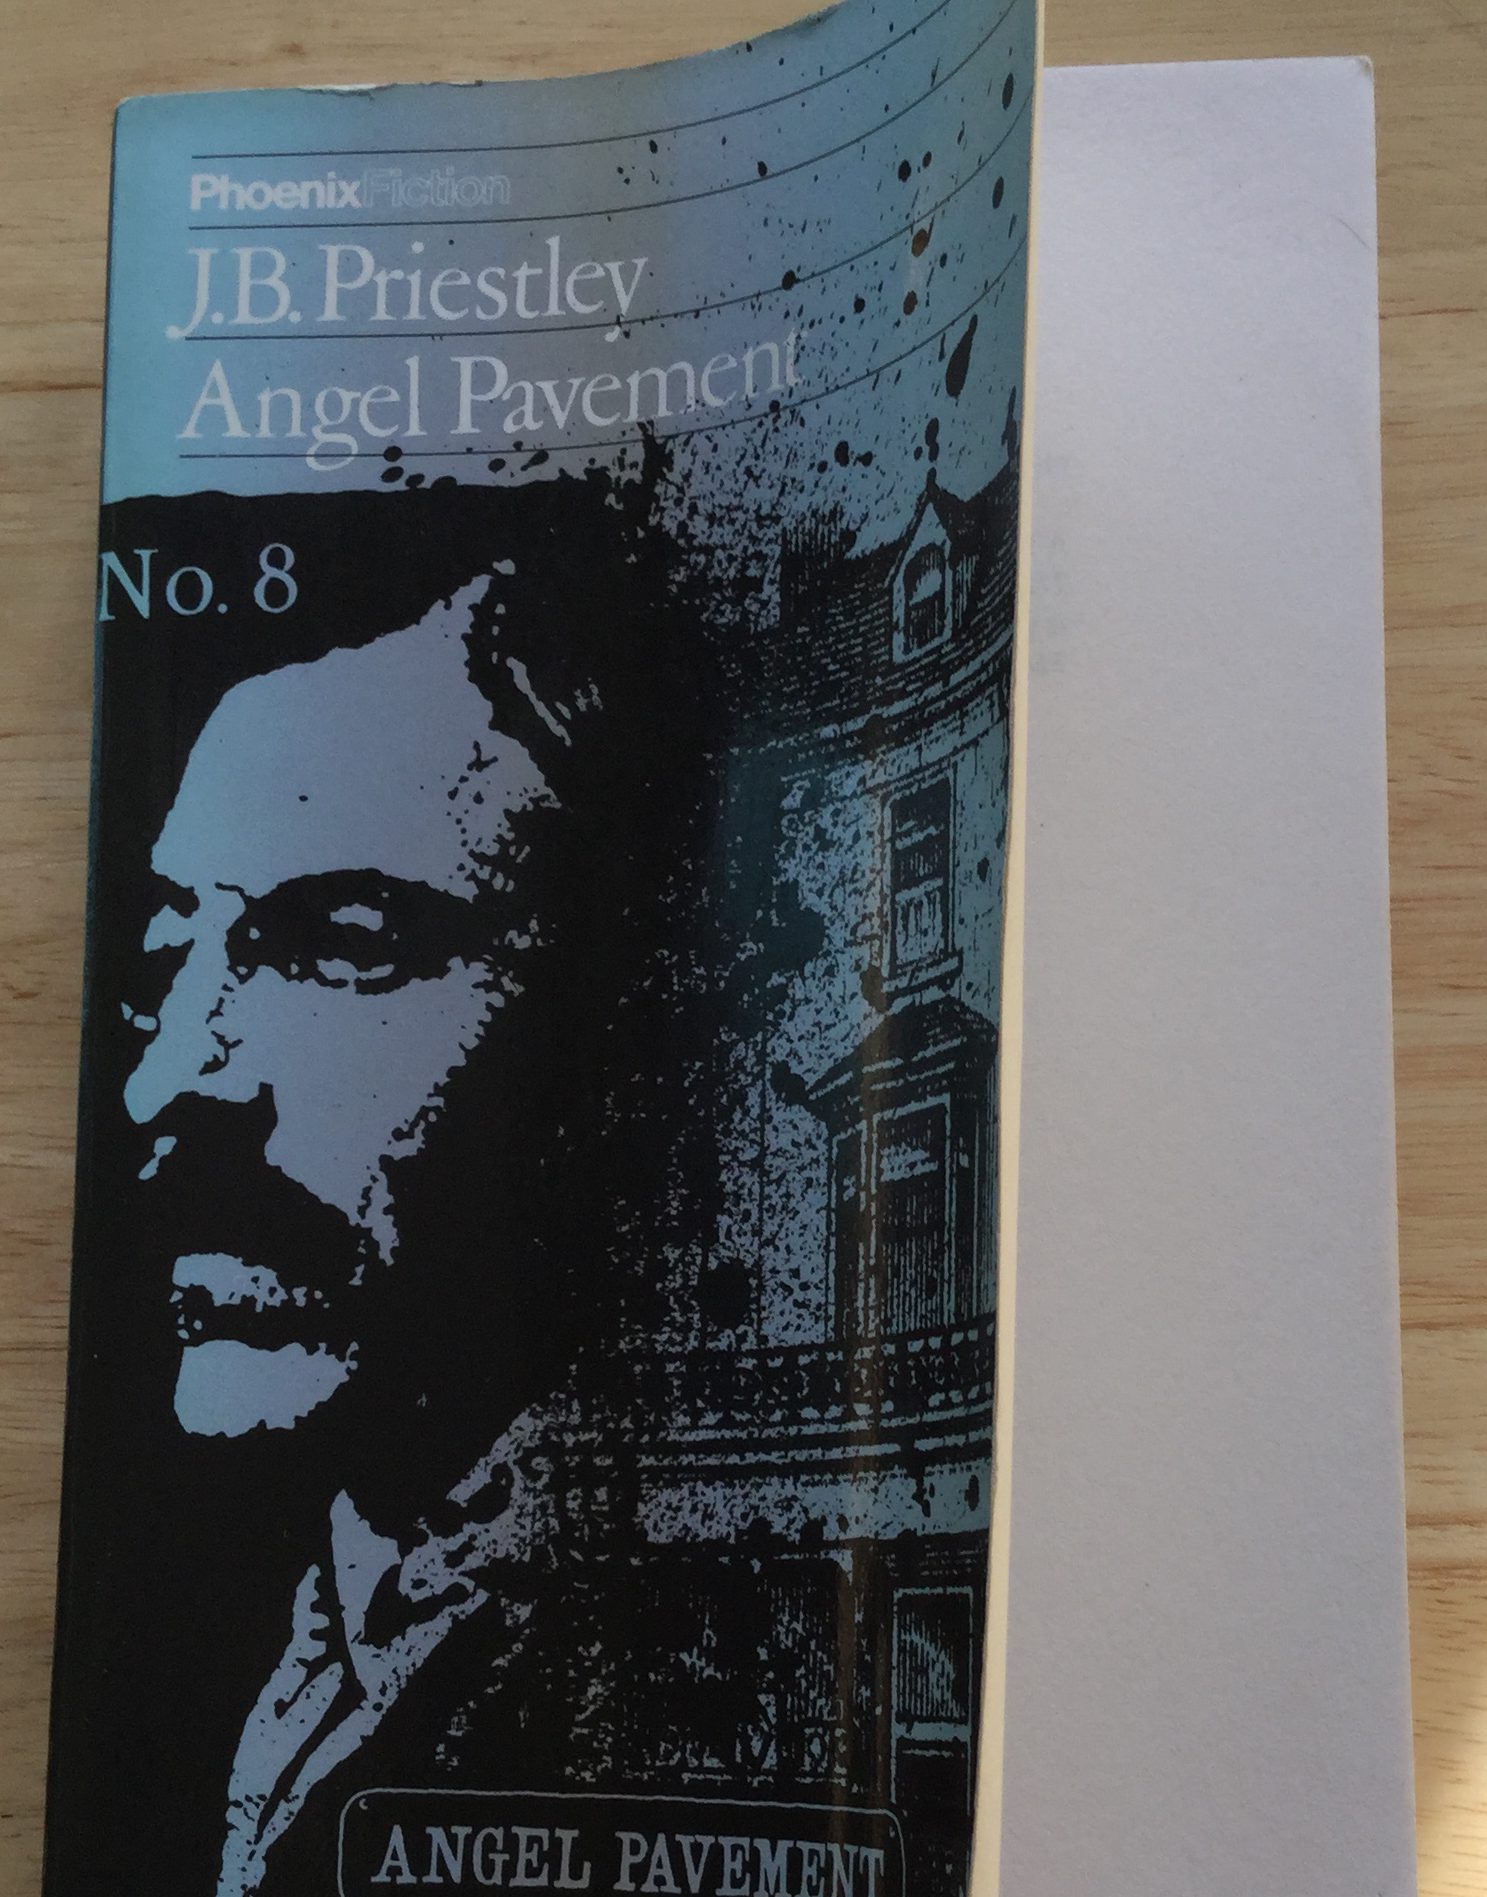 PhoenixFiction
J.B. Priestley
Angel Pavement
No. 8
ANGEL PAVEMENT